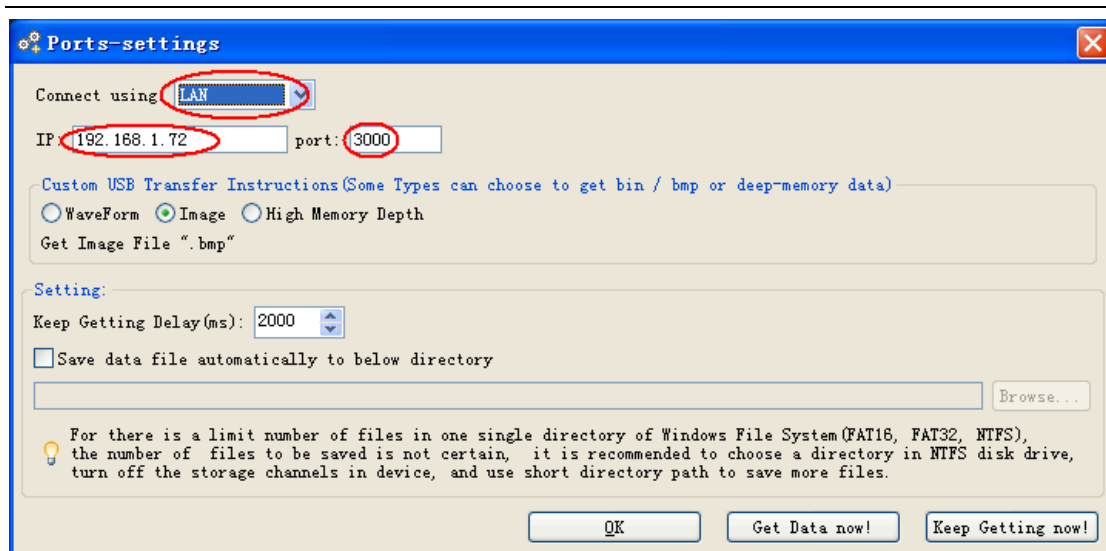 Ports-settings
Connect using: LAN
IP: 192.168.1.72 port: 3000
Custom USB Transfer Instructions(Some Types can choose to get bin / bmp or deep-memory data)
WaveForm Image High Memory Depth
Get Image File ".bmp"
Setting:
Keep Getting Delay(ms): 2000
Save data file automatically to below directory
Browse...
For there is a limit number of files in one single directory of Windows File System(FAT16, FAT32, NTFS),
the number of files to be saved is not certain, it is recommended to choose a directory in NTFS disk drive,
turn off the storage channels in device, and use short directory path to save more files.
OK Get Data now! Keep Getting now!